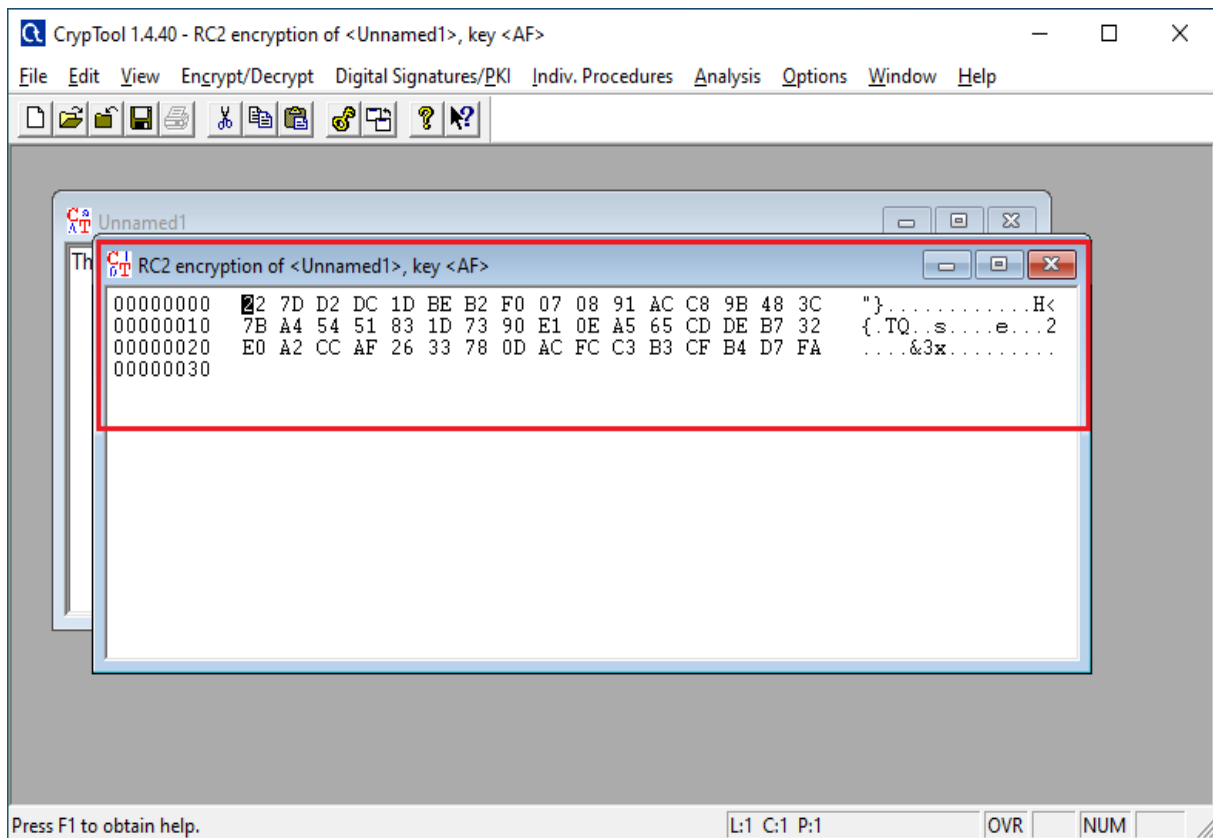 CrypTool 1.4.40 - RC2 encryption of <Unnamed1>, key <AF>
File Edit View Encrypt/Decrypt Digital Signatures/PKI Indiv. Procedures Analysis Options Window Help
Unnamed1
Th
RC2 encryption of <Unnamed1>, key <AF>
00000000 22 7D D2 DC 1D BE B2 F0 07 08 91 AC C8 9B 48 3C "}............H<
00000010 7B A4 54 51 83 1D 73 90 E1 0E A5 65 CD DE B7 32 {.TQ..s....e...2
00000020 E0 A2 CC AF 26 33 78 0D AC FC C3 B3 CF B4 D7 FA ....&3x.........
00000030
Press F1 to obtain help. L:1 C:1 P:1 OVR NUM